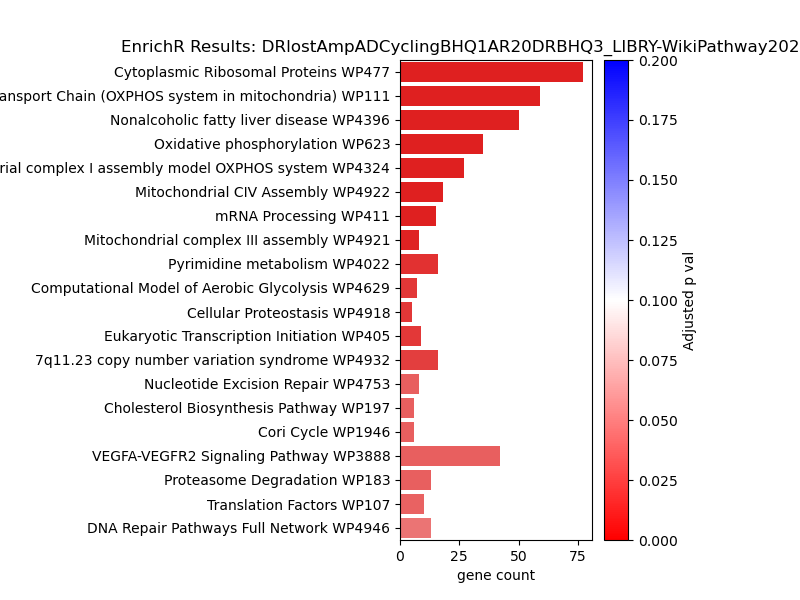 EnrichR Results: DRlostAmpADCyclingBHQ1AR20DRBHQ3_LIBRY-WikiPathway202
Cytoplasmic Ribosomal Proteins WP477
ansport Chain (OXPHOS system in mitochondria) WP111
Nonalcoholic fatty liver disease WP4396
Oxidative phosphorylation WP623
rial complex I assembly model OXPHOS system WP4324
Mitochondrial CIV Assembly WP4922
mRNA Processing WP411
Mitochondrial complex III assembly WP4921
Pyrimidine metabolism WP4022
Computational Model of Aerobic Glycolysis WP4629
Cellular Proteostasis WP4918
Eukaryotic Transcription Initiation WP405
7q11.23 copy number variation syndrome WP4932
Nucleotide Excision Repair WP4753
Cholesterol Biosynthesis Pathway WP197
Cori Cycle WP1946
VEGFA-VEGFR2 Signaling Pathway WP3888
Proteasome Degradation WP183
Translation Factors WP107
DNA Repair Pathways Full Network WP4946
0 25 50 75
gene count
0.200
0.175
0.150
0.125
0.100
0.075
0.050
0.025
0.000
Adjusted p val